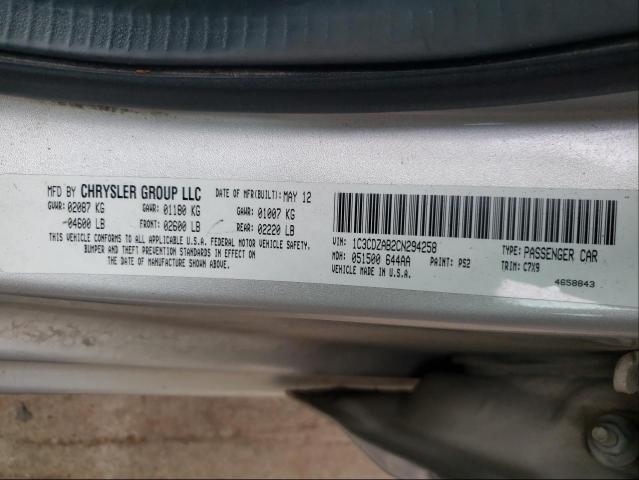 MFD BY CHRYSLER GROUP LLC DATE OF MFR(BUILT): MAY 12
GVWR: 02087 KG GAWR: 01180 KG GAWR: 01007 KG
-04600 LB FRONT: 02600 LB REAR: 02220 LB
THIS VEHICLE CONFORMS TO ALL APPLICABLE U.S.A. FEDERAL MOTOR VEHICLE SAFETY,
BUMPER AND THEFT PREVENTION STANDARDS IN EFFECT ON
THE DATE OF MANUFACTURE SHOWN ABOVE.
VIN: 1C3CDZAB2CN294258 TYPE: PASSENGER CAR
MDH: 051500 644AA PAINT: PS2 TRIM: C7X9
VEHICLE MADE IN U.S.A. 4658843